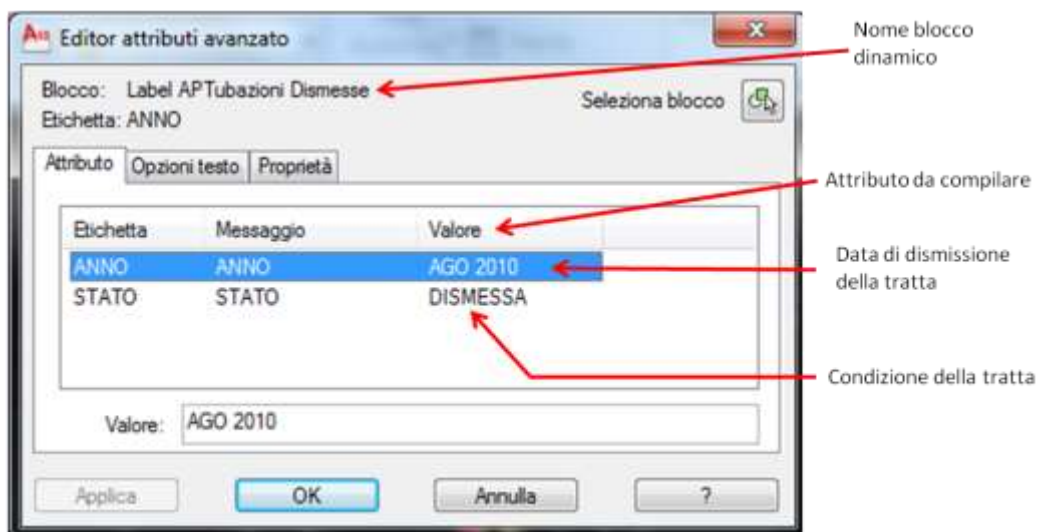 Editor attributi avanzato
Nome blocco
dinamico
Blocco: Label APTubazioni Dismesse
Seleziona blocco
Etichetta: ANNO
Attributo Opzioni testo Proprietà
Attributo da compilare
Etichetta Messaggio Valore
ANNO ANNO AGO 2010
Data di dismissione
della tratta
STATO STATO DISMESSA
Condizione della tratta
Valore: AGO 2010
Applica OK Annulla ?